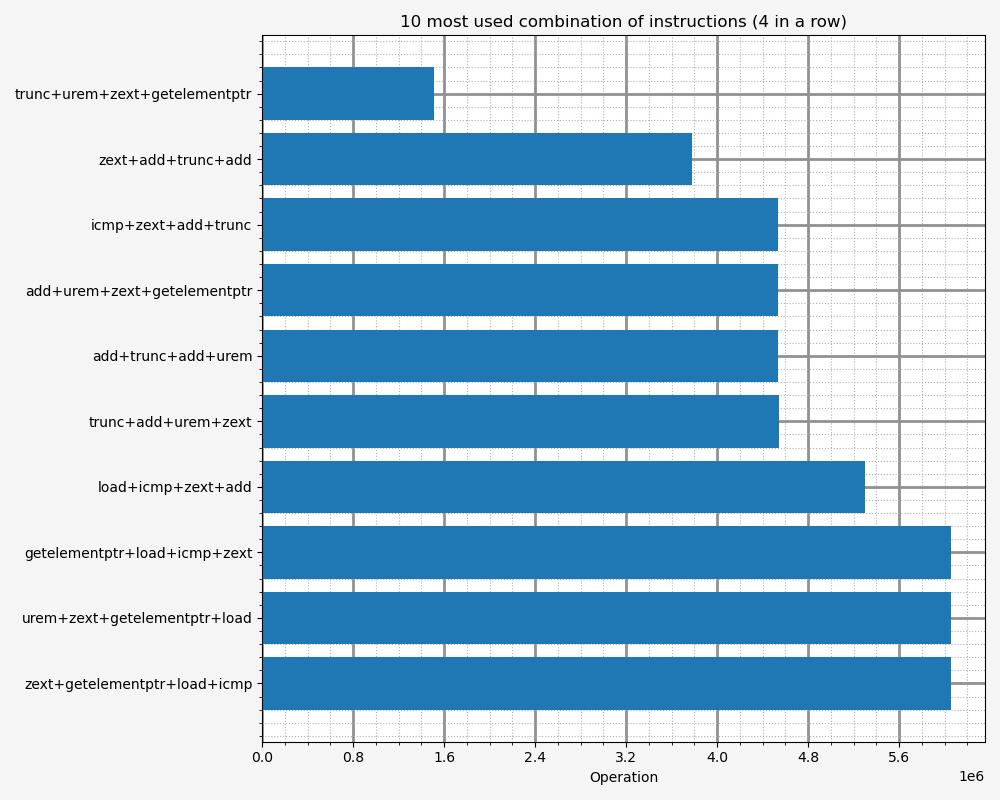 10 most used combination of instructions (4 in a row)
trunc+urem+zext+getelementptr
zext+add+trunc+add
icmp+zext+add+trunc
add+urem+zext+getelementptr
add+trunc+add+urem
trunc+add+urem+zext
load+icmp+zext+add
getelementptr+load+icmp+zext
urem+zext+getelementptr+load
zext+getelementptr+load+icmp
0.0 0.8 1.6 2.4 3.2 4.0 4.8 5.6
Operation
1e6